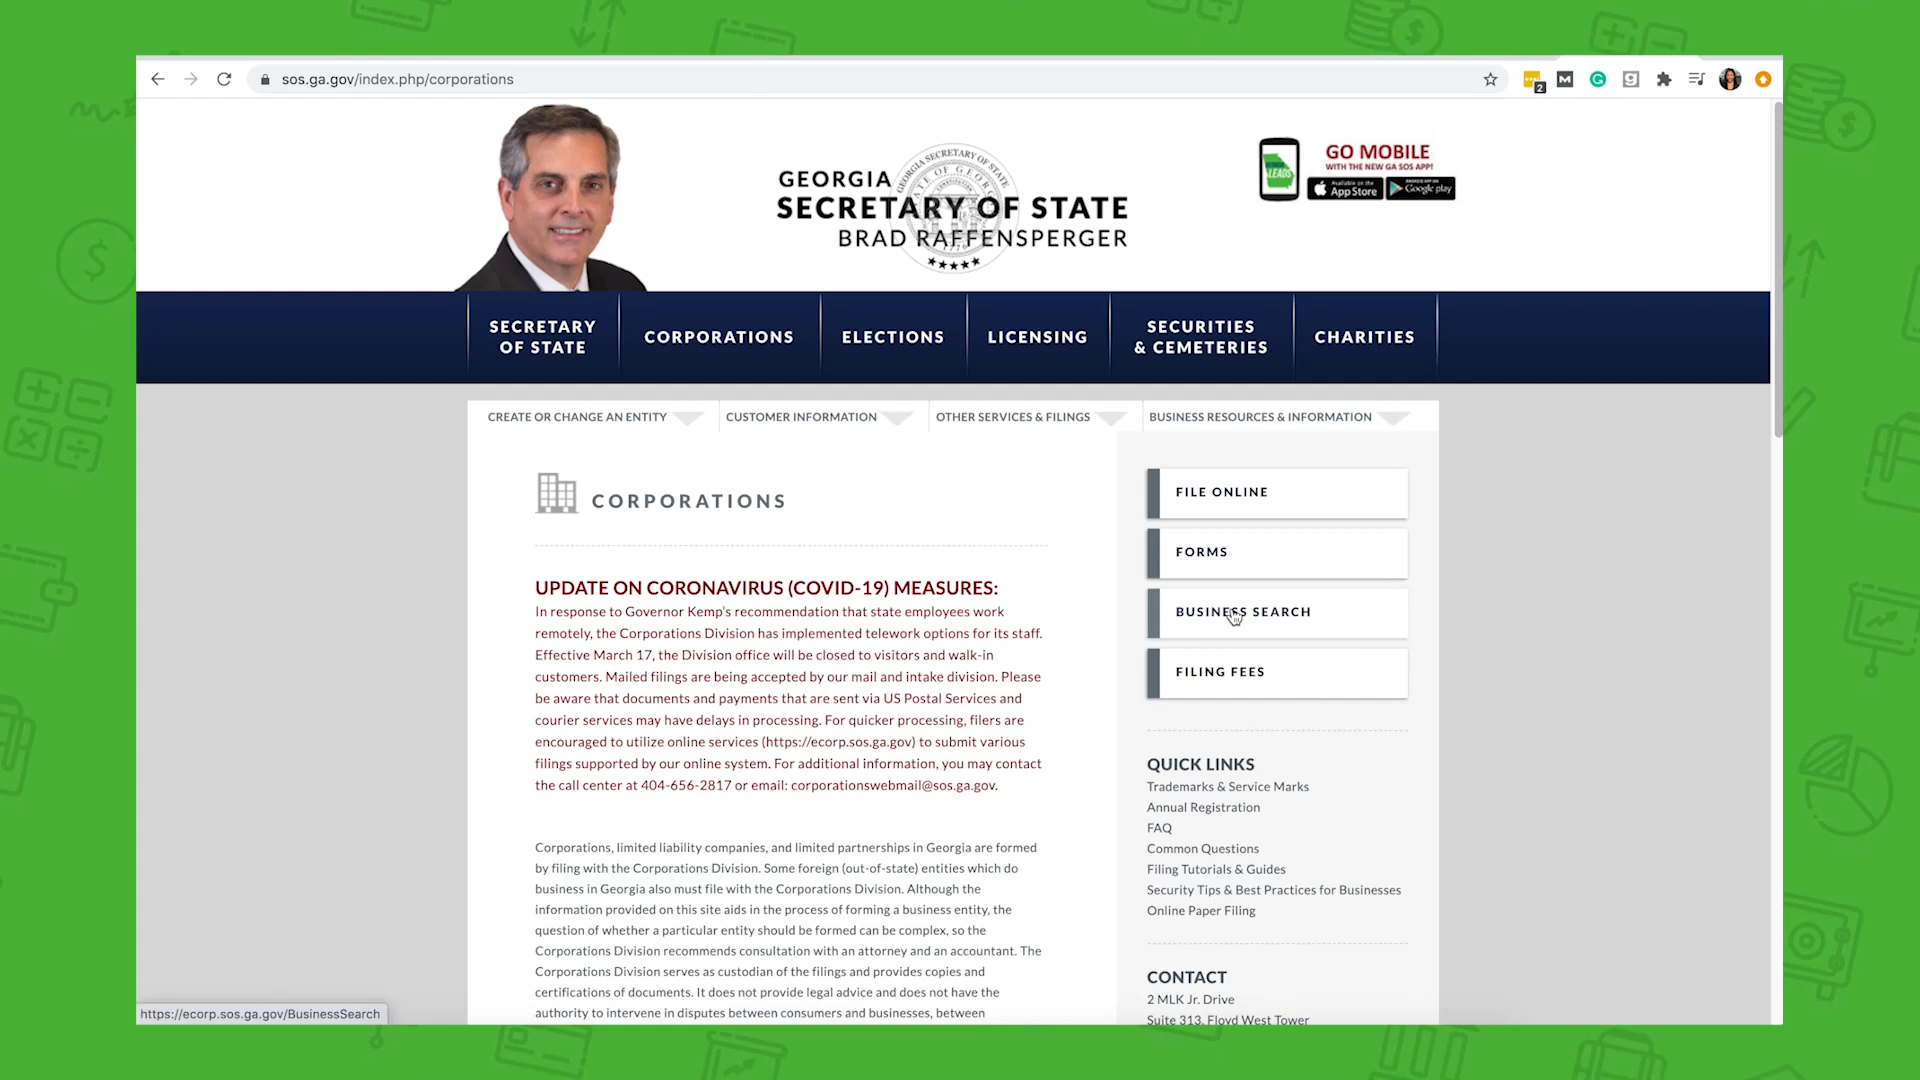 sos.ga.gov/index.php/corporations
2
GEORGIA
SECRETARY OF STATE
BRAD RAFFENSPERGER
GEORGIA SECRETARY OF STATE
1776
GO MOBILE
WITH THE NEW GA SOS APP!
Available on the
App Store
ANDROID APP ON
Google play
LEADS
SECRETARY
OF STATE
CORPORATIONS
ELECTIONS
LICENSING
SECURITIES
& CEMETERIES
CHARITIES
CREATE OR CHANGE AN ENTITY
CUSTOMER INFORMATION
OTHER SERVICES & FILINGS
BUSINESS RESOURCES & INFORMATION
CORPORATIONS
UPDATE ON CORONAVIRUS (COVID-19) MEASURES:
In response to Governor Kemp's recommendation that state employees work
remotely, the Corporations Division has implemented telework options for its staff.
Effective March 17, the Division office will be closed to visitors and walk-in
customers. Mailed filings are being accepted by our mail and intake division. Please
be aware that documents and payments that are sent via US Postal Services and
courier services may have delays in processing. For quicker processing, filers are
encouraged to utilize online services (https://ecorp.sos.ga.gov) to submit various
filings supported by our online system. For additional information, you may contact
the call center at 404-656-2817 or email: corporationswebmail@sos.ga.gov.
Corporations, limited liability companies, and limited partnerships in Georgia are formed
by filing with the Corporations Division. Some foreign (out-of-state) entities which do
business in Georgia also must file with the Corporations Division. Although the
information provided on this site aids in the process of forming a business entity, the
question of whether a particular entity should be formed can be complex, so the
Corporations Division recommends consultation with an attorney and an accountant. The
Corporations Division serves as custodian of the filings and provides copies and
certifications of documents. It does not provide legal advice and does not have the
authority to intervene in disputes between consumers and businesses, between
FILE ONLINE
FORMS
BUSINESS SEARCH
FILING FEES
QUICK LINKS
Trademarks & Service Marks
Annual Registration
FAQ
Common Questions
Filing Tutorials & Guides
Security Tips & Best Practices for Businesses
Online Paper Filing
CONTACT
2 MLK Jr. Drive
Suite 313, Floyd West Tower
https://ecorp.sos.ga.gov/BusinessSearch